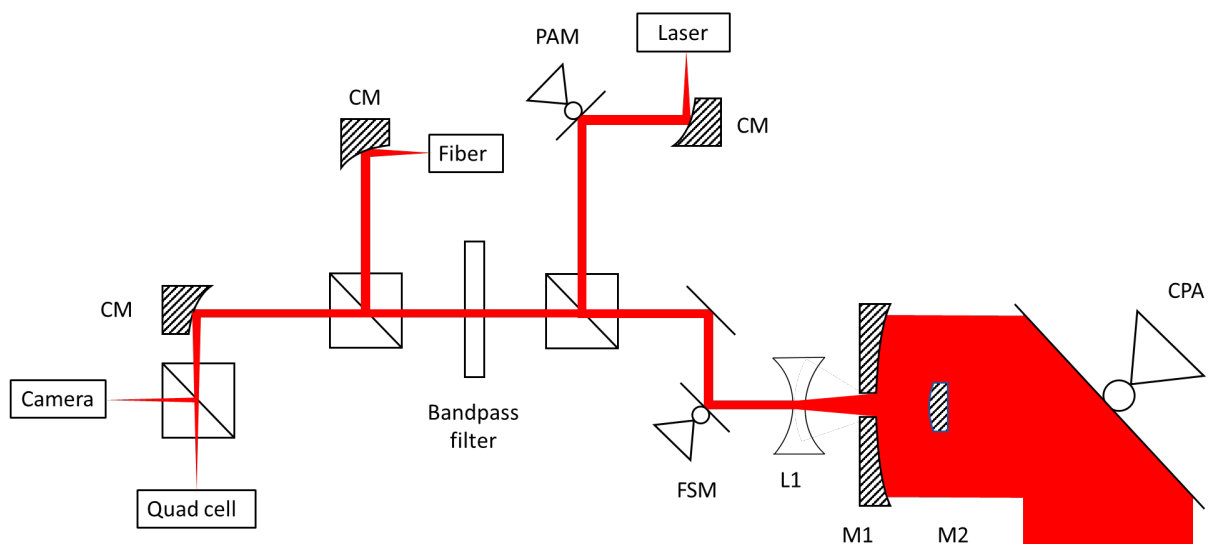 Laser
PAM
CM
CM
Fiber
CM
CPA
Camera
Bandpass
filter
FSM
L1
Quad cell
M1
M2